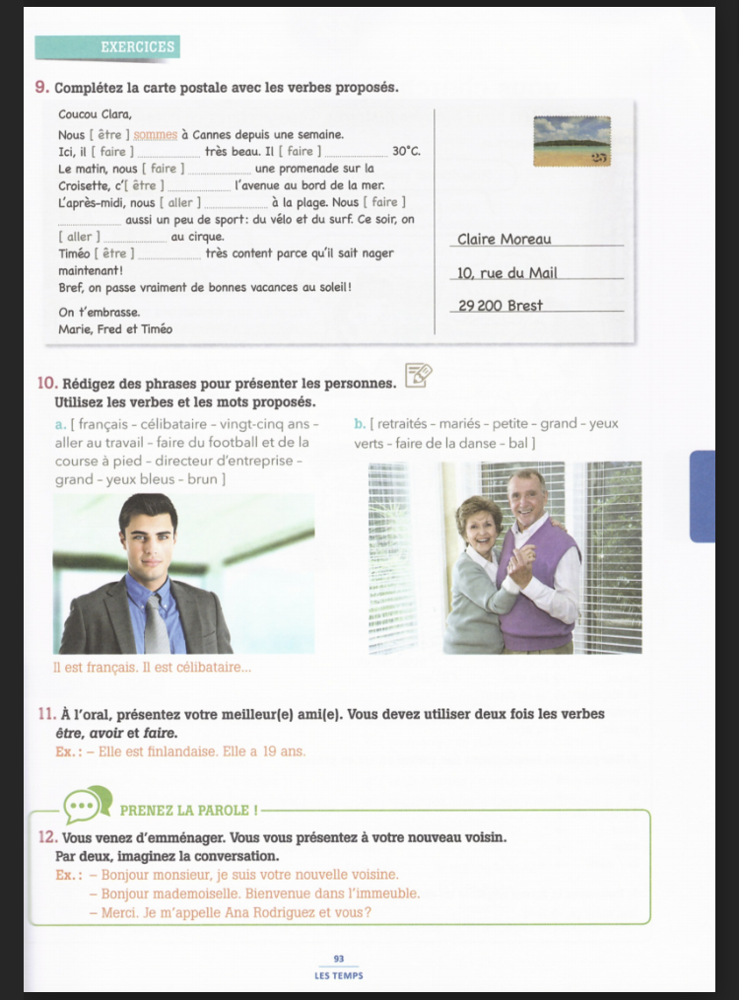 EXERCICES
9. Complétez la carte postale avec les verbes proposés.
Coucou Clara,
Nous [ être ] sommes à Cannes depuis une semaine.
Ici, il [ faire ] ............ très beau. Il [ faire ] ............ 30°C.
Le matin, nous [ faire ] ............ une promenade sur la
Croisette, c'[ être ] ............ l'avenue au bord de la mer.
L'après-midi, nous [ aller ] ............ à la plage. Nous [ faire ]
............ aussi un peu de sport : du vélo et du surf. Ce soir, on
[ aller ] ............ au cirque.
Timéo [ être ] ............ très content parce qu'il sait nager
maintenant !
Bref, on passe vraiment de bonnes vacances au soleil !
On t'embrasse.
Marie, Fred et Timéo
25
Claire Moreau
10, rue du Mail
29 200 Brest
10. Rédigez des phrases pour présenter les personnes.
Utilisez les verbes et les mots proposés.
a. [ français – célibataire – vingt-cinq ans –
aller au travail – faire du football et de la
course à pied – directeur d'entreprise –
grand – yeux bleus – brun ]
Il est français. Il est célibataire...
b. [ retraités – mariés – petite – grand – yeux
verts – faire de la danse – bal ]
11. À l'oral, présentez votre meilleur(e) ami(e). Vous devez utiliser deux fois les verbes
être, avoir et faire.
Ex. : – Elle est finlandaise. Elle a 19 ans.
PRENEZ LA PAROLE !
12. Vous venez d'emménager. Vous vous présentez à votre nouveau voisin.
Par deux, imaginez la conversation.
Ex. : – Bonjour monsieur, je suis votre nouvelle voisine.
– Bonjour mademoiselle. Bienvenue dans l'immeuble.
– Merci. Je m'appelle Ana Rodriguez et vous ?
93
LES TEMPS